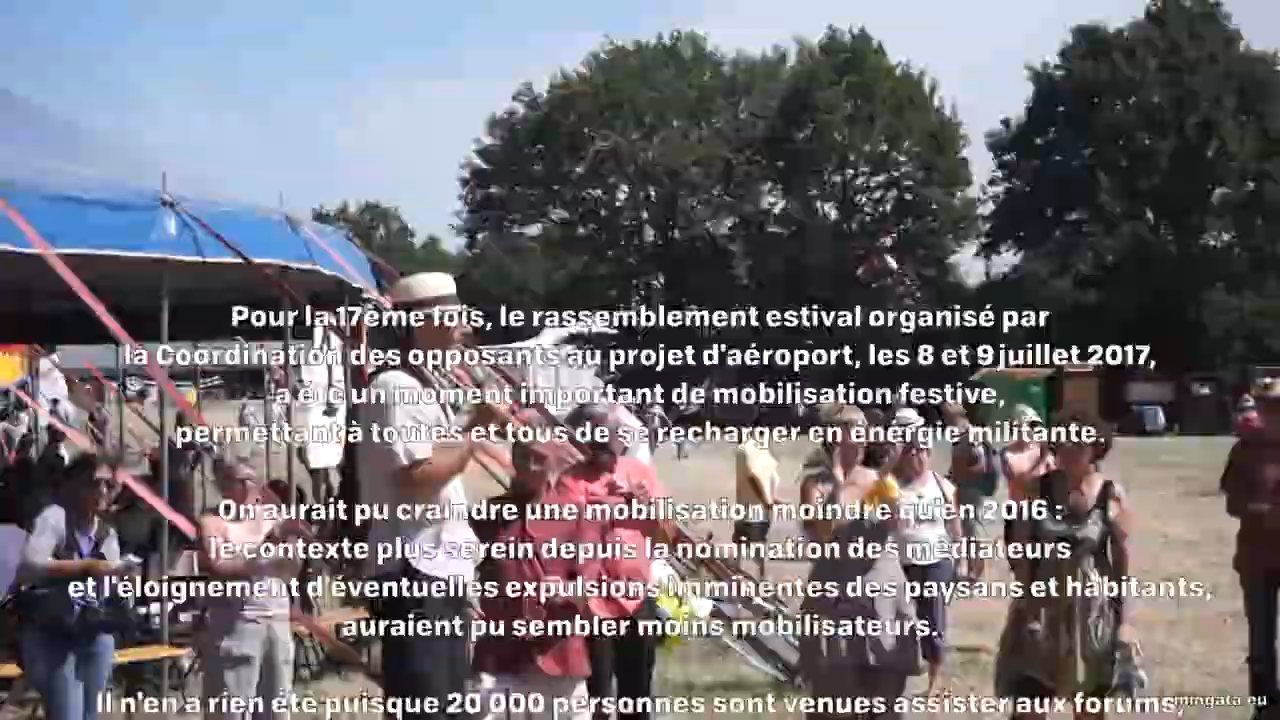 Pour la 17ème fois, le rassemblement estival organisé par
la Coordination des opposants au projet d'aéroport, les 8 et 9 juillet 2017,
a été un moment important de mobilisation festive,
permettant à toutes et tous de se recharger en énergie militante.
On aurait pu craindre une mobilisation moindre qu'en 2016 :
le contexte plus serein depuis la nomination des médiateurs
et l'éloignement d'éventuelles expulsions imminentes des paysans et habitants,
auraient pu sembler moins mobilisateurs.
Il n'en a rien été puisque 20 000 personnes sont venues assister aux forums,